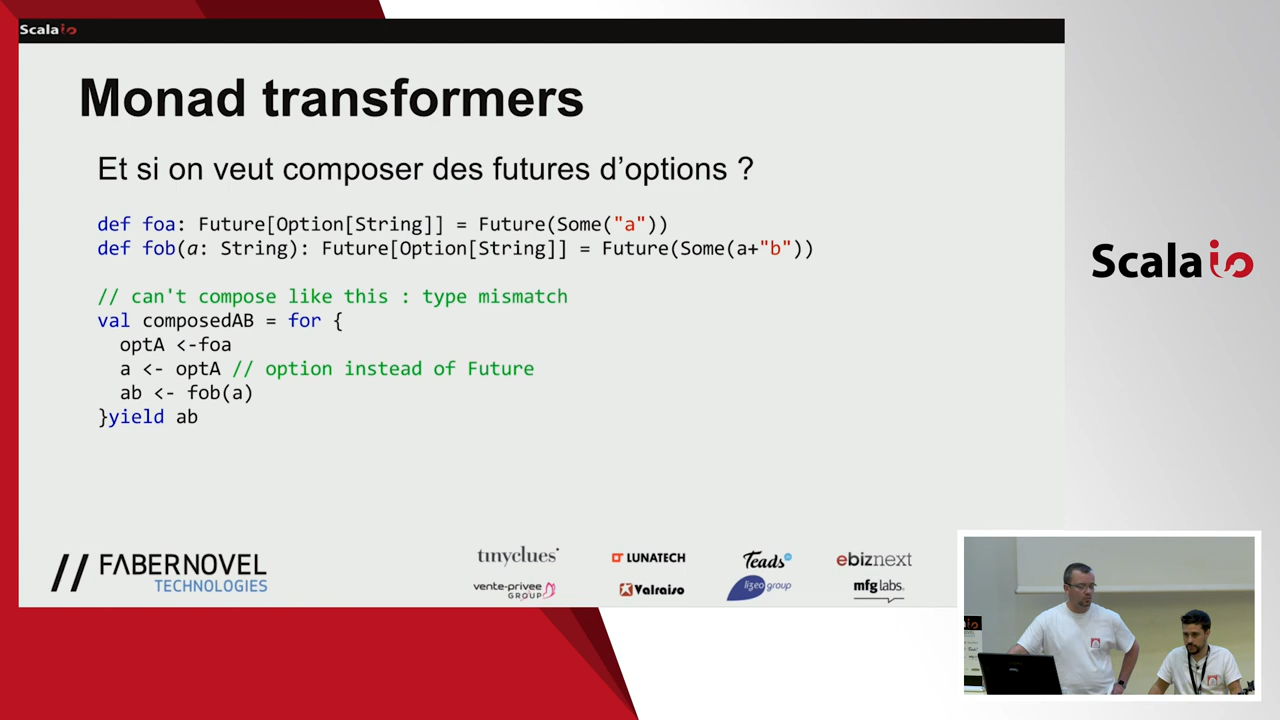 Scalaio
Monad transformers
Et si on veut composer des futures d’options ?
def foa: Future[Option[String]] = Future(Some("a"))
def fob(a: String): Future[Option[String]] = Future(Some(a+"b"))
// can't compose like this : type mismatch
val composedAB = for {
optA <-foa
a <- optA // option instead of Future
ab <- fob(a)
}yield ab
Scalaio
// FABERNOVEL
TECHNOLOGIES
tinyclues
LUNATECH
Teads
ebiznext
vente-privee
GROUP
Valraiso
lizeo group
mfg labs.